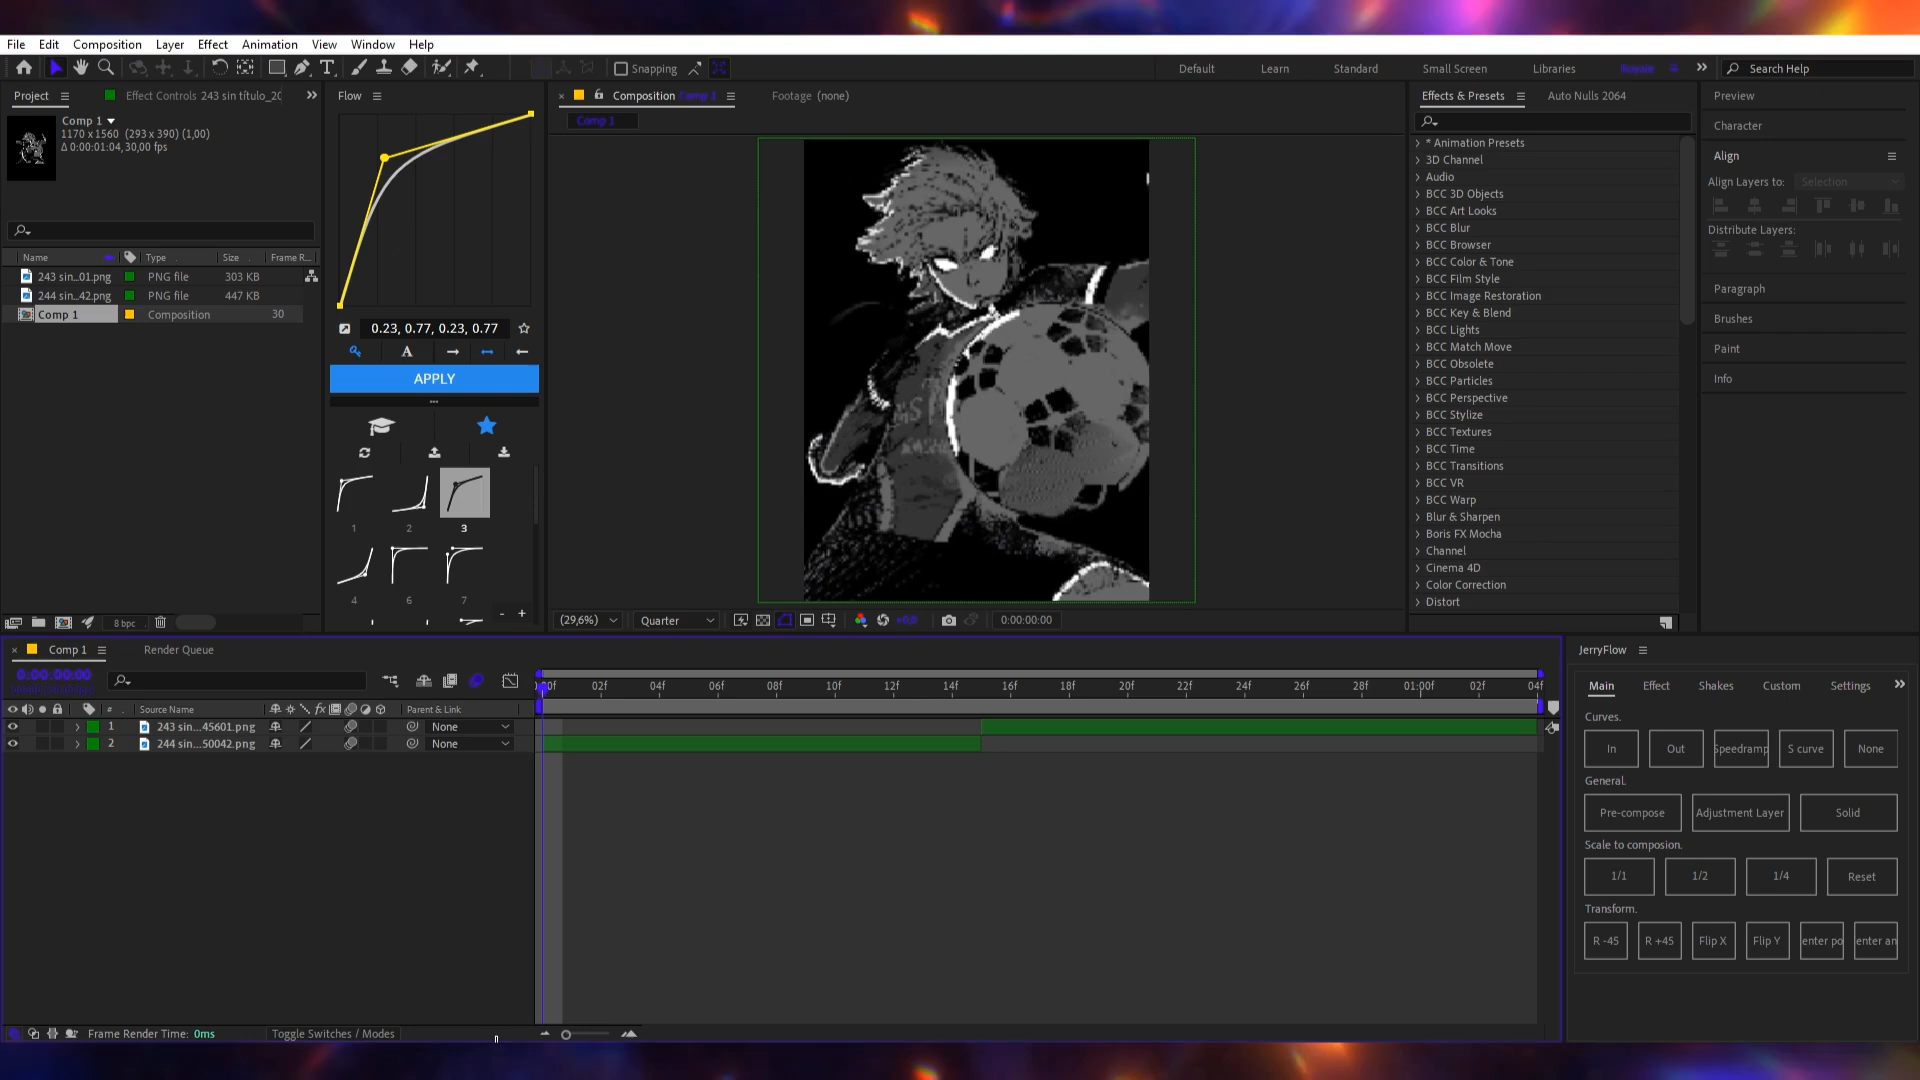 File Edit Composition Layer Effect Animation View Window Help
Snapping
Default Learn Standard Small Screen Libraries
Search Help
Project
Effect Controls 243 sin título_2(
Comp 1
1170 x 1560 (293 x 390) (1,00)
Δ 0:00:01:04, 30,00 fps
Name Type Size Frame R...
243 sin...01.png PNG file 303 KB
244 sin...42.png PNG file 447 KB
Comp 1 Composition 30
8 bpc
Flow
0.23, 0.77, 0.23, 0.77
A
APPLY
1 2 3
4 6 7
- +
Composition Comp 1
Footage (none)
Comp 1
(29,6%) Quarter 0:00:00:00
Effects & Presets
Auto Nulls 2064
* Animation Presets
3D Channel
Audio
BCC 3D Objects
BCC Art Looks
BCC Blur
BCC Browser
BCC Color & Tone
BCC Film Style
BCC Image Restoration
BCC Key & Blend
BCC Lights
BCC Match Move
BCC Obsolete
BCC Particles
BCC Perspective
BCC Stylize
BCC Textures
BCC Time
BCC Transitions
BCC VR
BCC Warp
Blur & Sharpen
Boris FX Mocha
Channel
Cinema 4D
Color Correction
Distort
Preview
Character
Align
Align Layers to: Selection
Distribute Layers:
Paragraph
Brushes
Paint
Info
Comp 1
Render Queue
0:00:00:00
# Source Name fx Parent & Link
1 243 sin...45601.png None
2 244 sin...50042.png None
02f 04f 06f 08f 10f 12f 14f 16f 18f 20f 22f 24f 26f 28f 01:00f 02f 04f
Frame Render Time: 0ms
Toggle Switches / Modes
JerryFlow
Main Effect Shakes Custom Settings
Curves.
In Out Speedramp S curve None
General.
Pre-compose Adjustment Layer Solid
Scale to composion.
1/1 1/2 1/4 Reset
Transform.
R -45 R +45 Flip X Flip Y enter po enter an